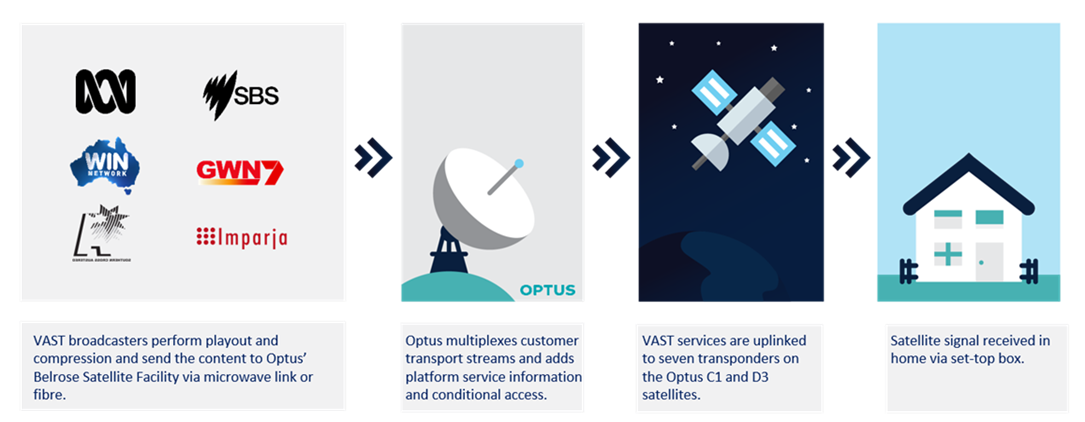 SBS
WIN
NETWORK
GWN7
Imparja
OPTUS
VAST broadcasters perform playout and
compression and send the content to Optus'
Belrose Satellite Facility via microwave link or
fibre.
Optus multiplexes customer
transport streams and adds
platform service information
and conditional access.
VAST services are uplinked
to seven transponders on
the Optus C1 and D3
satellites.
Satellite signal received in
home via set-top box.